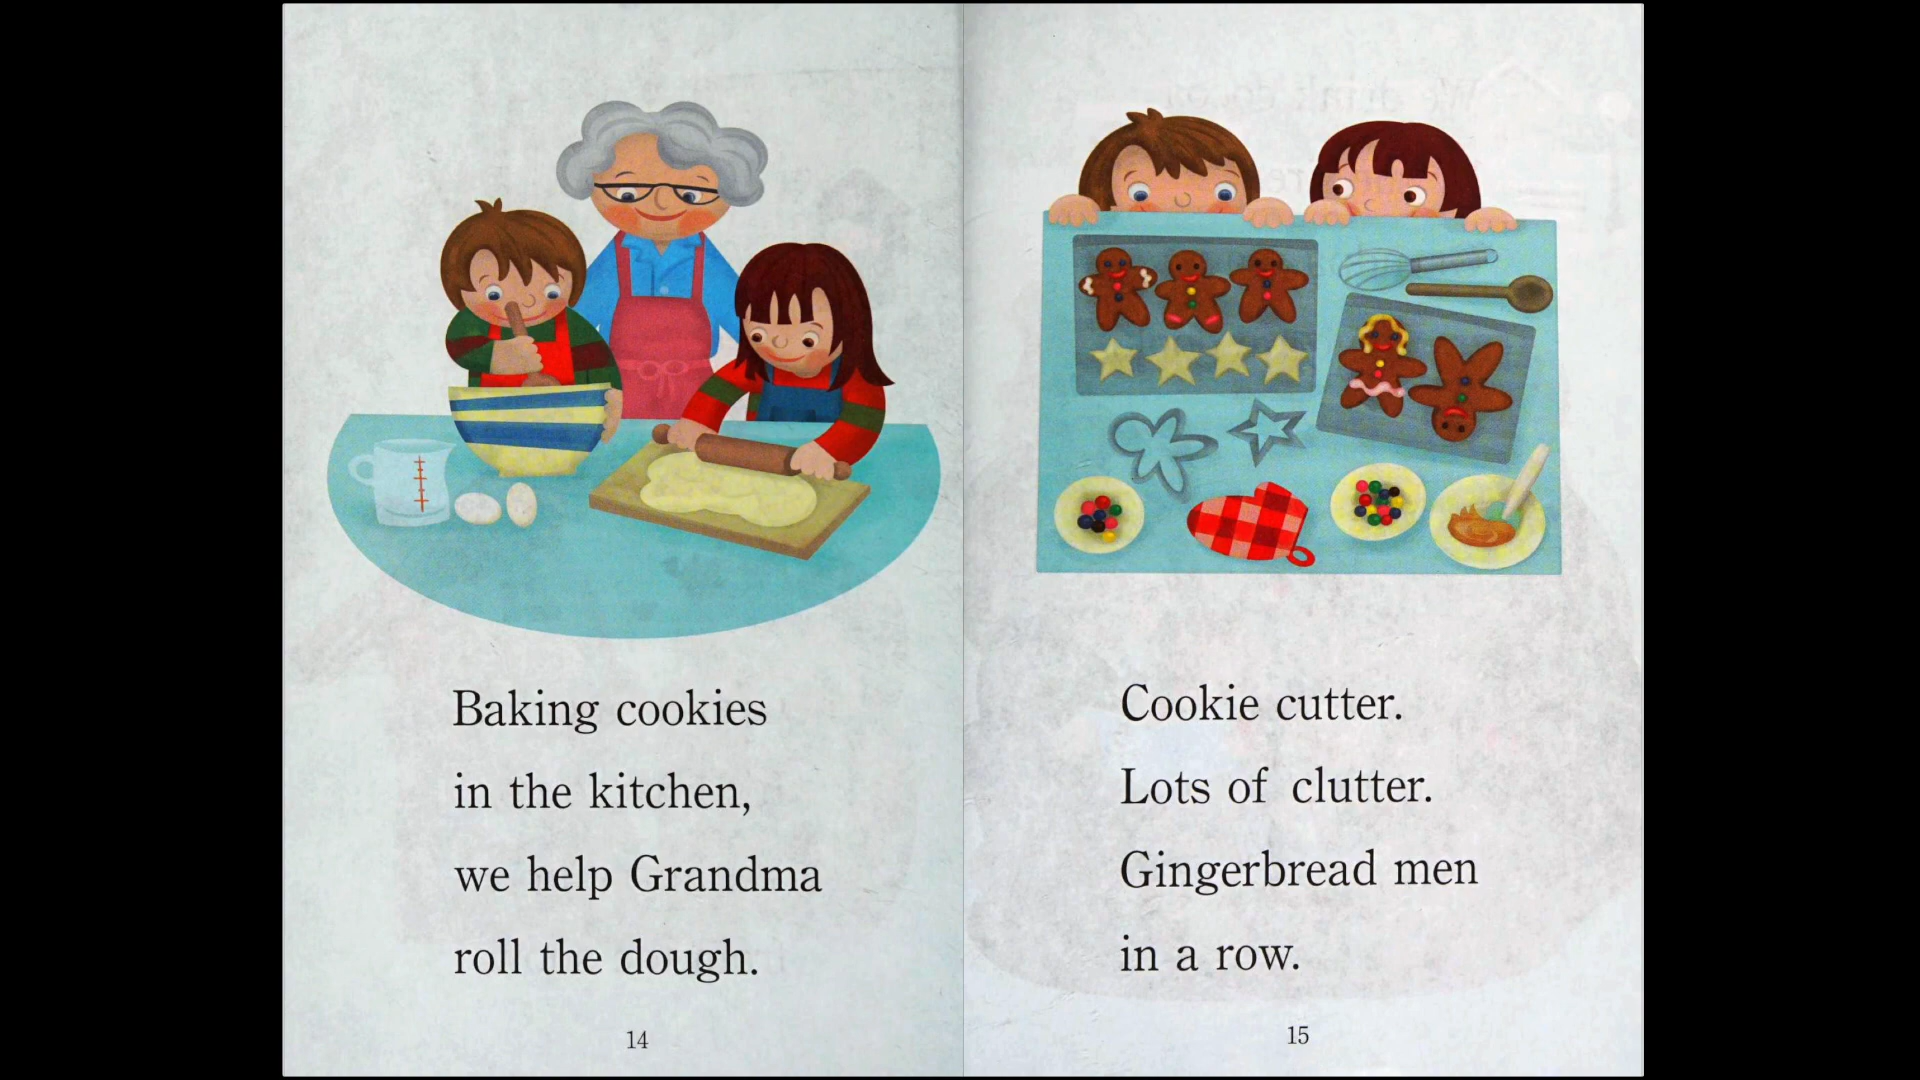 Baking cookies
in the kitchen,
we help Grandma
roll the dough.
14
Cookie cutter.
Lots of clutter.
Gingerbread men
in a row.
15